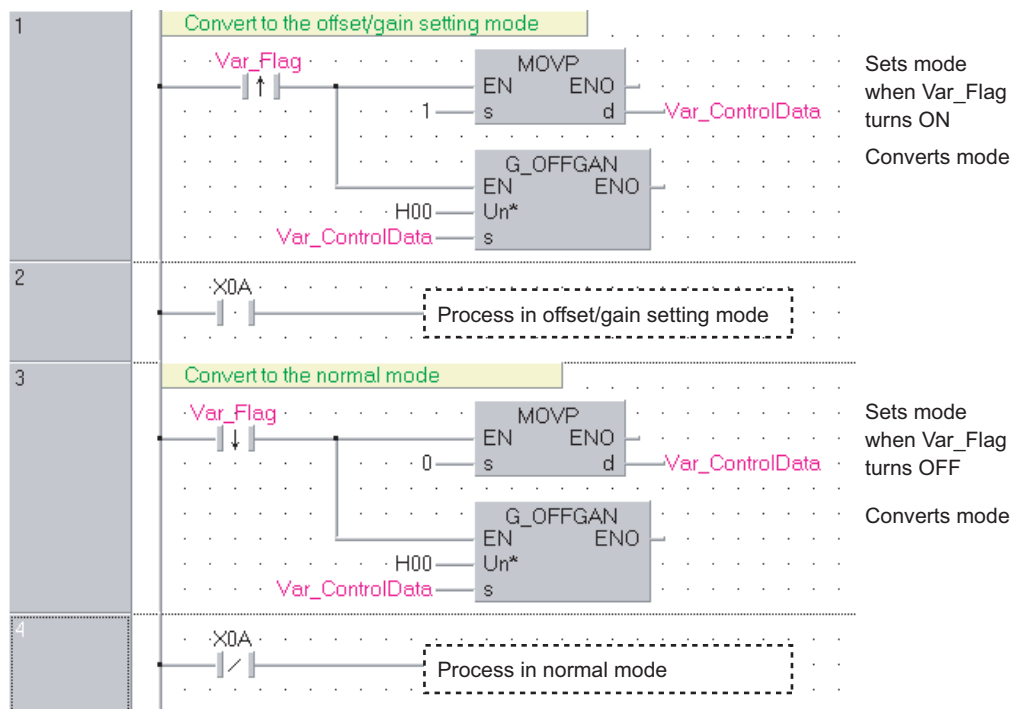 1
Convert to the offset/gain setting mode
Var_Flag
MOVP
EN ENO
1 s d Var_ControlData
Sets mode
when Var_Flag
turns ON
G_OFFGAN
EN ENO
H00 Un*
Var_ControlData s
Converts mode
2
X0A
Process in offset/gain setting mode
3
Convert to the normal mode
Var_Flag
MOVP
EN ENO
0 s d Var_ControlData
Sets mode
when Var_Flag
turns OFF
G_OFFGAN
EN ENO
H00 Un*
Var_ControlData s
Converts mode
4
X0A
Process in normal mode